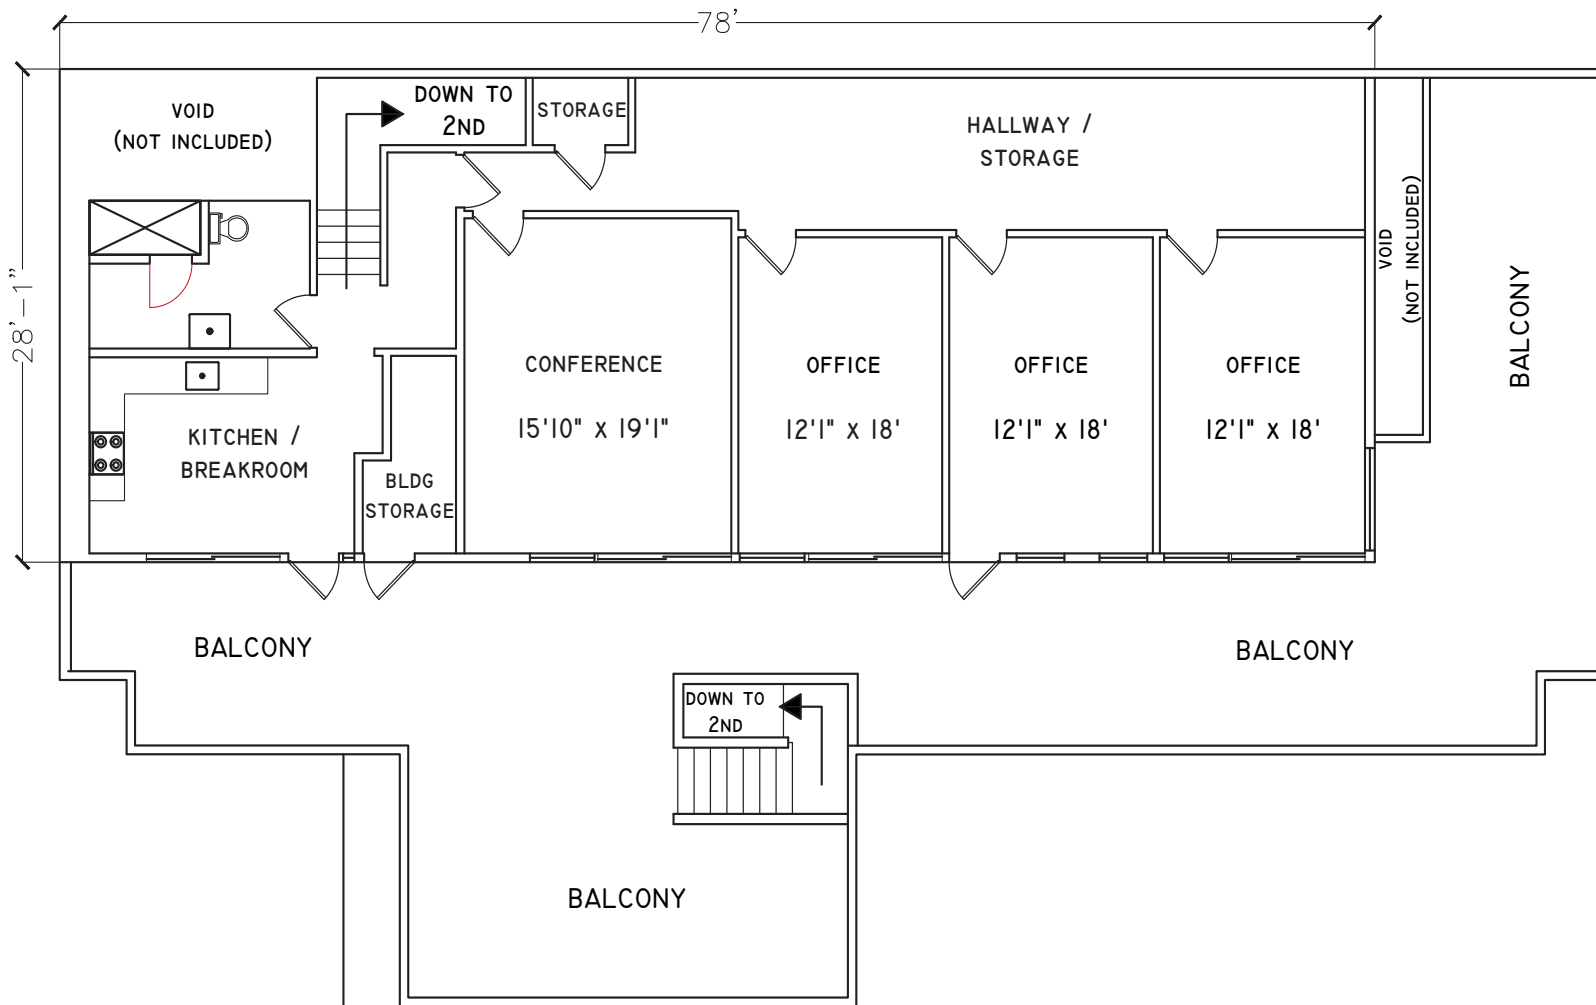 78'
28'-1"
VOID
(NOT INCLUDED)
DOWN TO
2ND
STORAGE
HALLWAY /
STORAGE
VOID
(NOT INCLUDED)
BALCONY
CONFERENCE
15'10" X 19'1"
OFFICE
12'1" X 18'
OFFICE
12'1" X 18'
OFFICE
12'1" X 18'
KITCHEN /
BREAKROOM
BLDG
STORAGE
BALCONY
BALCONY
DOWN TO
2ND
BALCONY